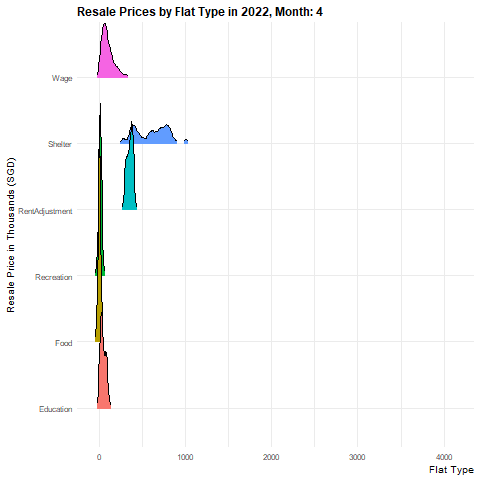 Resale Prices by Flat Type in 2022, Month: 4
Wage
Shelter
RentAdjustment
Recreation
Food
Education
Resale Price in Thousands (SGD)
0 1000 2000 3000 4000
Flat Type